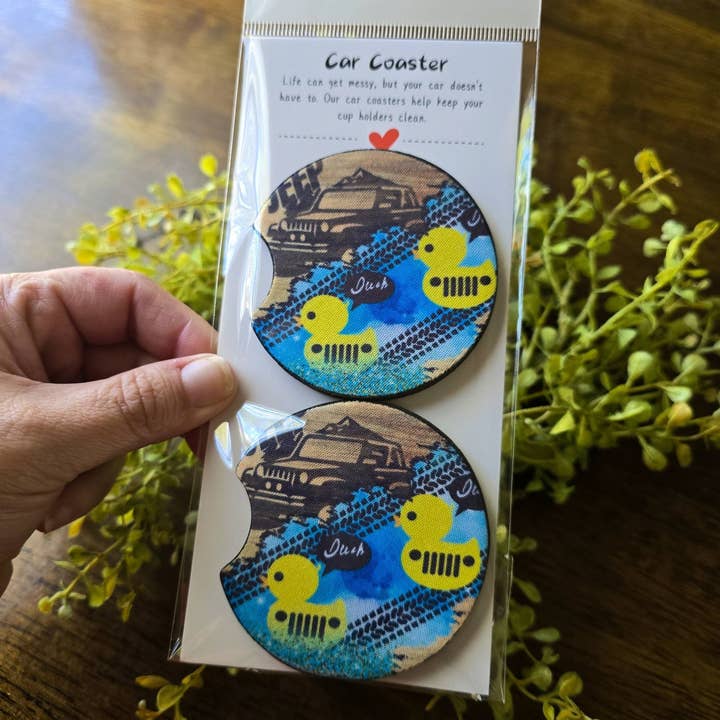 Car Coaster
Life can get messy, but your car doesn't
have to. Our car coasters help keep your
cup holders clean.
JEEP
Duck
Duck